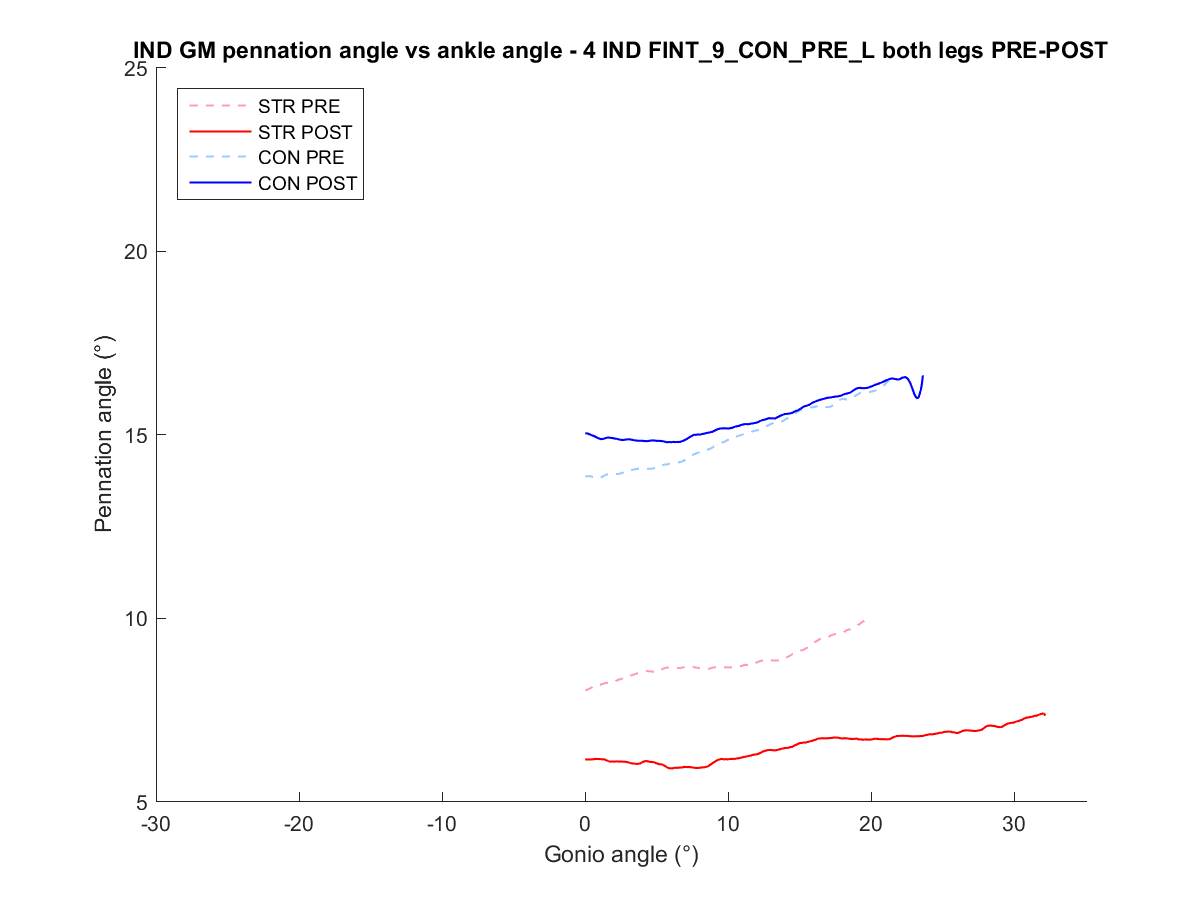 IND GM pennation angle vs ankle angle - 4 IND FINT_9_CON_PRE_L both legs PRE-POST
25
STR PRE
STR POST
CON PRE
CON POST
20
15
10
5
Pennation angle (°)
-30
-20
-10
0
10
20
30
Gonio angle (°)